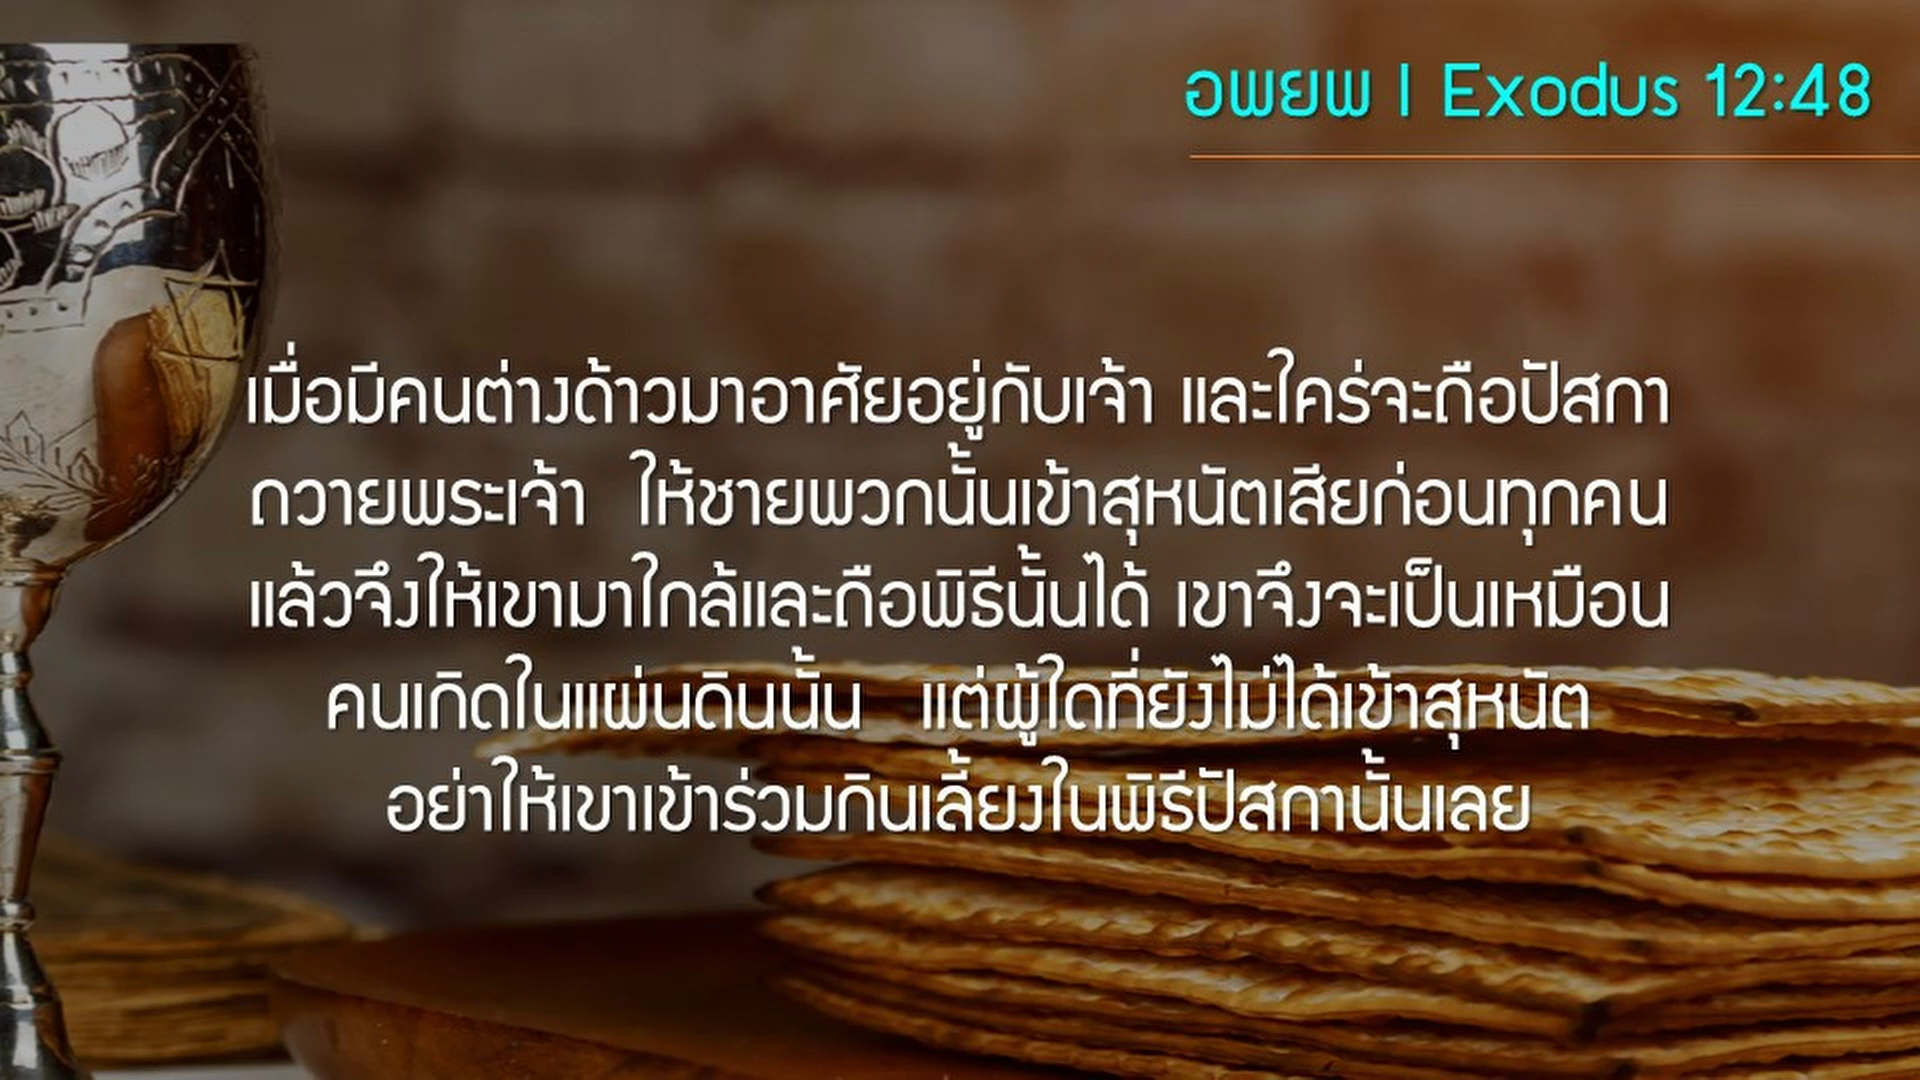 อพยพ | Exodus 12:48
เมื่อมีคนต่างด้าวมาอาศัยอยู่กับเจ้า และใคร่จะถือปัสกา
ถวายพระเจ้า ให้ชายพวกนั้นเข้าสุหนัตเสียก่อนทุกคน
แล้วจึงให้เขามาใกล้และถือพิธีนั้นได้ เขาจึงจะเป็นเหมือน
คนเกิดในแผ่นดินนั้น แต่ผู้ใดที่ยังไม่ได้เข้าสุหนัต
อย่าให้เขาเข้าร่วมกินเลี้ยงในพิธีปัสกานั้นเลย